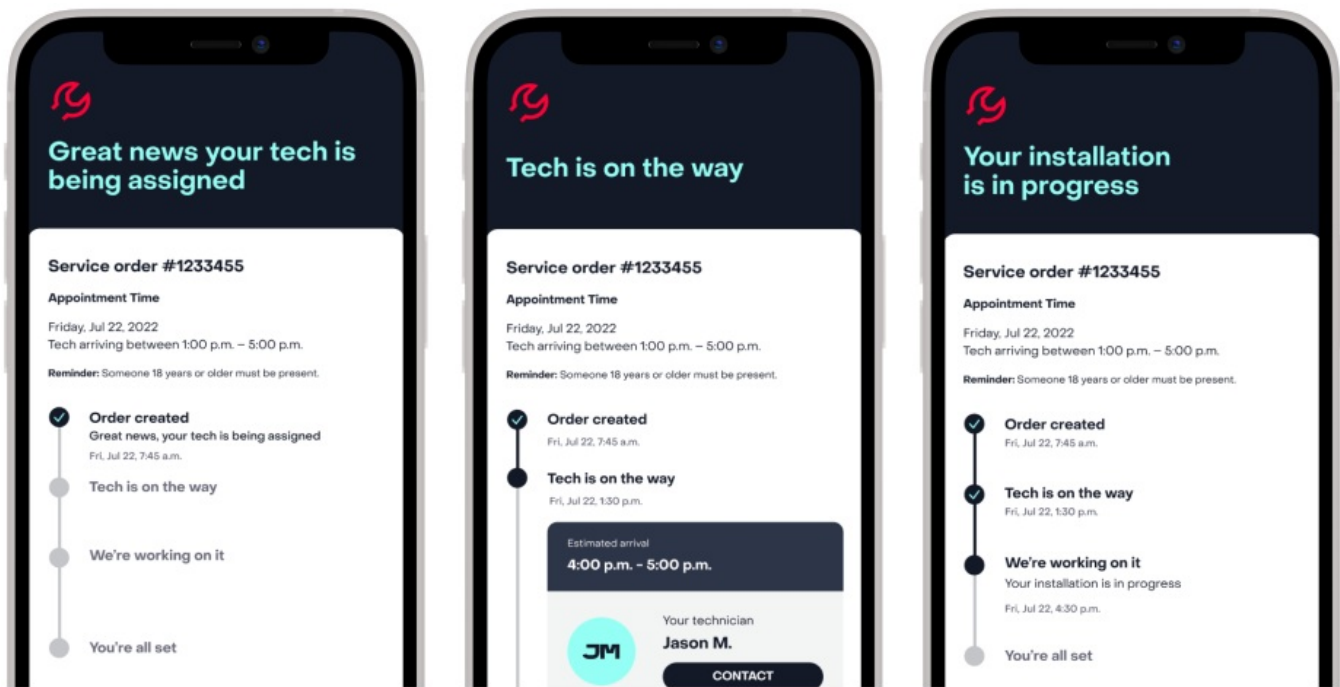 Great news your tech is
being assigned
Service order #1233455
Appointment Time
Friday, Jul 22, 2022
Tech arriving between 1:00 p.m. – 5:00 p.m.
Reminder: Someone 18 years or older must be present.
Order created
Great news, your tech is being assigned
Fri, Jul 22, 7:45 a.m.
Tech is on the way
We're working on it
You're all set
Tech is on the way
Service order #1233455
Appointment Time
Friday, Jul 22, 2022
Tech arriving between 1:00 p.m. – 5:00 p.m.
Reminder: Someone 18 years or older must be present.
Order created
Fri, Jul 22, 7:45 a.m.
Tech is on the way
Fri, Jul 22, 1:30 p.m.
Estimated arrival
4:00 p.m. - 5:00 p.m.
JM
Your technician
Jason M.
CONTACT
Your installation
is in progress
Service order #1233455
Appointment Time
Friday, Jul 22, 2022
Tech arriving between 1:00 p.m. – 5:00 p.m.
Reminder: Someone 18 years or older must be present.
Order created
Fri, Jul 22, 7:45 a.m.
Tech is on the way
Fri, Jul 22, 1:30 p.m.
We're working on it
Your installation is in progress
Fri, Jul 22, 4:30 p.m.
You're all set